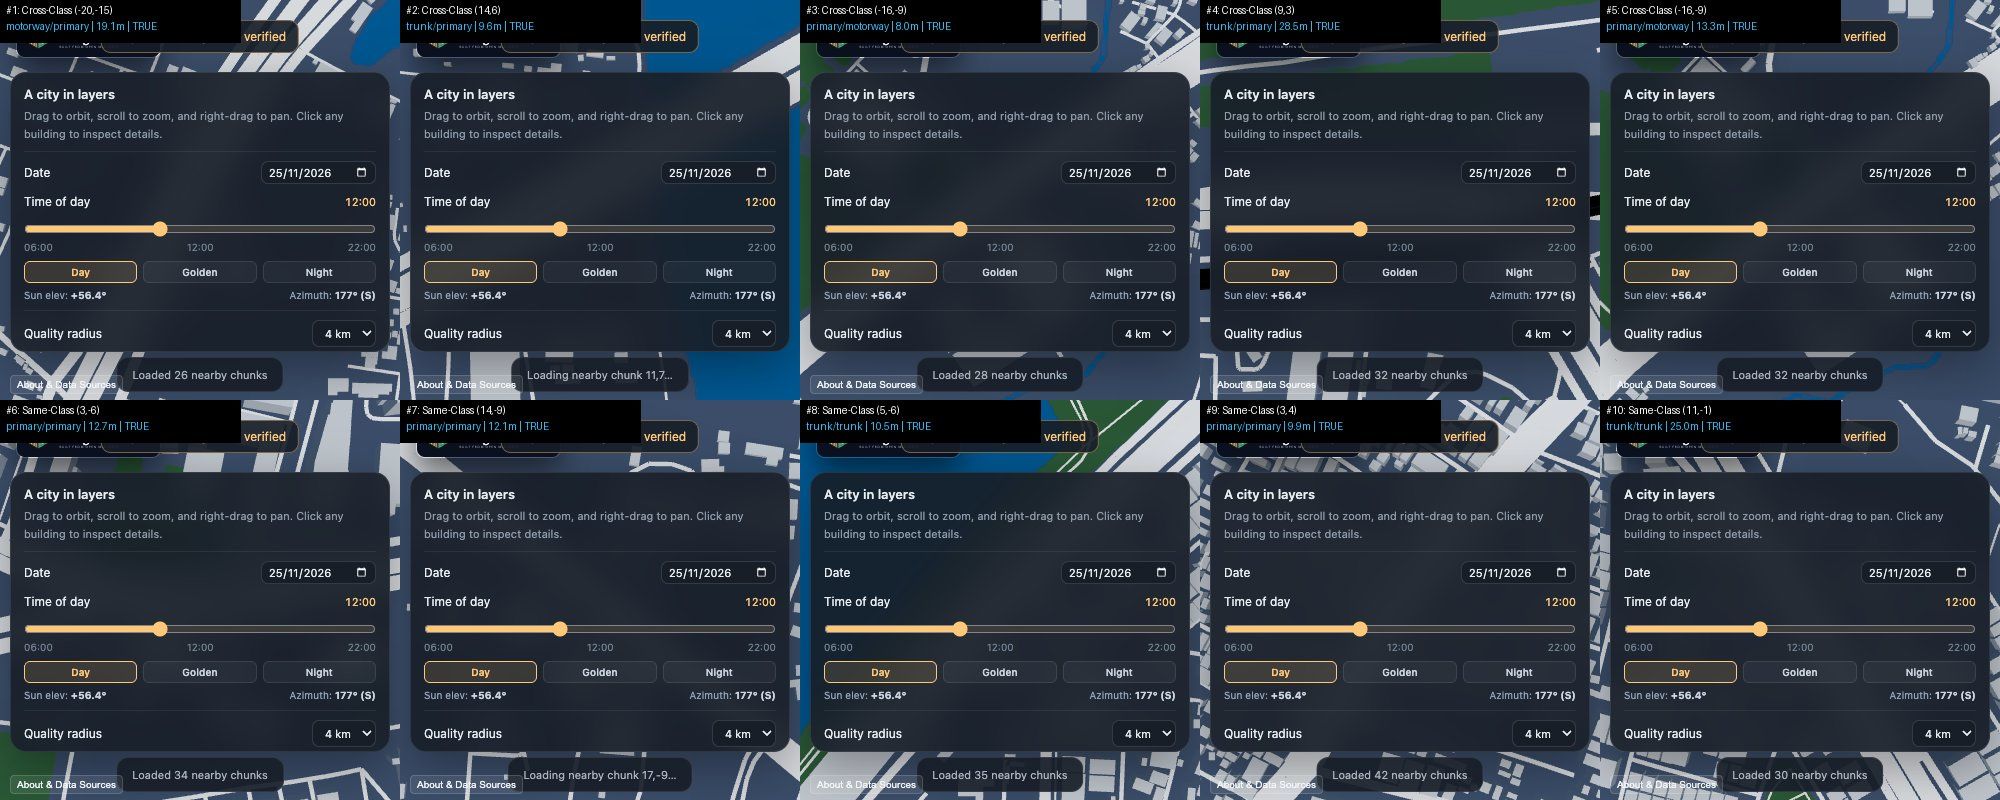 #1: Cross-Class (-20,-15)
motorway/primary | 19.1m | TRUE
verified
A city in layers
Drag to orbit, scroll to zoom, and right-drag to pan. Click any
building to inspect details.
Date
25/11/2026
Time of day
12:00
06:00
12:00
22:00
Day
Golden
Night
Sun elev: +56.4°
Azimuth: 177° (S)
Quality radius
4 km
About & Data Sources
Loaded 26 nearby chunks
#2: Cross-Class (14,6)
trunk/primary | 9.6m | TRUE
verified
A city in layers
Drag to orbit, scroll to zoom, and right-drag to pan. Click any
building to inspect details.
Date
25/11/2026
Time of day
12:00
06:00
12:00
22:00
Day
Golden
Night
Sun elev: +56.4°
Azimuth: 177° (S)
Quality radius
4 km
About & Data Sources
Loading nearby chunk 11,7...
#3: Cross-Class (-16,-9)
primary/motorway | 8.0m | TRUE
verified
A city in layers
Drag to orbit, scroll to zoom, and right-drag to pan. Click any
building to inspect details.
Date
25/11/2026
Time of day
12:00
06:00
12:00
22:00
Day
Golden
Night
Sun elev: +56.4°
Azimuth: 177° (S)
Quality radius
4 km
About & Data Sources
Loaded 28 nearby chunks
#4: Cross-Class (9,3)
trunk/primary | 28.5m | TRUE
verified
A city in layers
Drag to orbit, scroll to zoom, and right-drag to pan. Click any
building to inspect details.
Date
25/11/2026
Time of day
12:00
06:00
12:00
22:00
Day
Golden
Night
Sun elev: +56.4°
Azimuth: 177° (S)
Quality radius
4 km
About & Data Sources
Loaded 32 nearby chunks
#5: Cross-Class (-16,-9)
primary/motorway | 13.3m | TRUE
verified
A city in layers
Drag to orbit, scroll to zoom, and right-drag to pan. Click any
building to inspect details.
Date
25/11/2026
Time of day
12:00
06:00
12:00
22:00
Day
Golden
Night
Sun elev: +56.4°
Azimuth: 177° (S)
Quality radius
4 km
About & Data Sources
Loaded 32 nearby chunks
#6: Same-Class (3,-6)
primary/primary | 12.7m | TRUE
verified
A city in layers
Drag to orbit, scroll to zoom, and right-drag to pan. Click any
building to inspect details.
Date
25/11/2026
Time of day
12:00
06:00
12:00
22:00
Day
Golden
Night
Sun elev: +56.4°
Azimuth: 177° (S)
Quality radius
4 km
About & Data Sources
Loaded 34 nearby chunks
#7: Same-Class (14,-9)
primary/primary | 12.1m | TRUE
verified
A city in layers
Drag to orbit, scroll to zoom, and right-drag to pan. Click any
building to inspect details.
Date
25/11/2026
Time of day
12:00
06:00
12:00
22:00
Day
Golden
Night
Sun elev: +56.4°
Azimuth: 177° (S)
Quality radius
4 km
About & Data Sources
Loading nearby chunk 17,-9...
#8: Same-Class (5,-6)
trunk/trunk | 10.5m | TRUE
verified
A city in layers
Drag to orbit, scroll to zoom, and right-drag to pan. Click any
building to inspect details.
Date
25/11/2026
Time of day
12:00
06:00
12:00
22:00
Day
Golden
Night
Sun elev: +56.4°
Azimuth: 177° (S)
Quality radius
4 km
About & Data Sources
Loaded 35 nearby chunks
#9: Same-Class (3,4)
primary/primary | 9.9m | TRUE
verified
A city in layers
Drag to orbit, scroll to zoom, and right-drag to pan. Click any
building to inspect details.
Date
25/11/2026
Time of day
12:00
06:00
12:00
22:00
Day
Golden
Night
Sun elev: +56.4°
Azimuth: 177° (S)
Quality radius
4 km
About & Data Sources
Loaded 42 nearby chunks
#10: Same-Class (11,-1)
trunk/trunk | 25.0m | TRUE
verified
A city in layers
Drag to orbit, scroll to zoom, and right-drag to pan. Click any
building to inspect details.
Date
25/11/2026
Time of day
12:00
06:00
12:00
22:00
Day
Golden
Night
Sun elev: +56.4°
Azimuth: 177° (S)
Quality radius
4 km
About & Data Sources
Loaded 30 nearby chunks